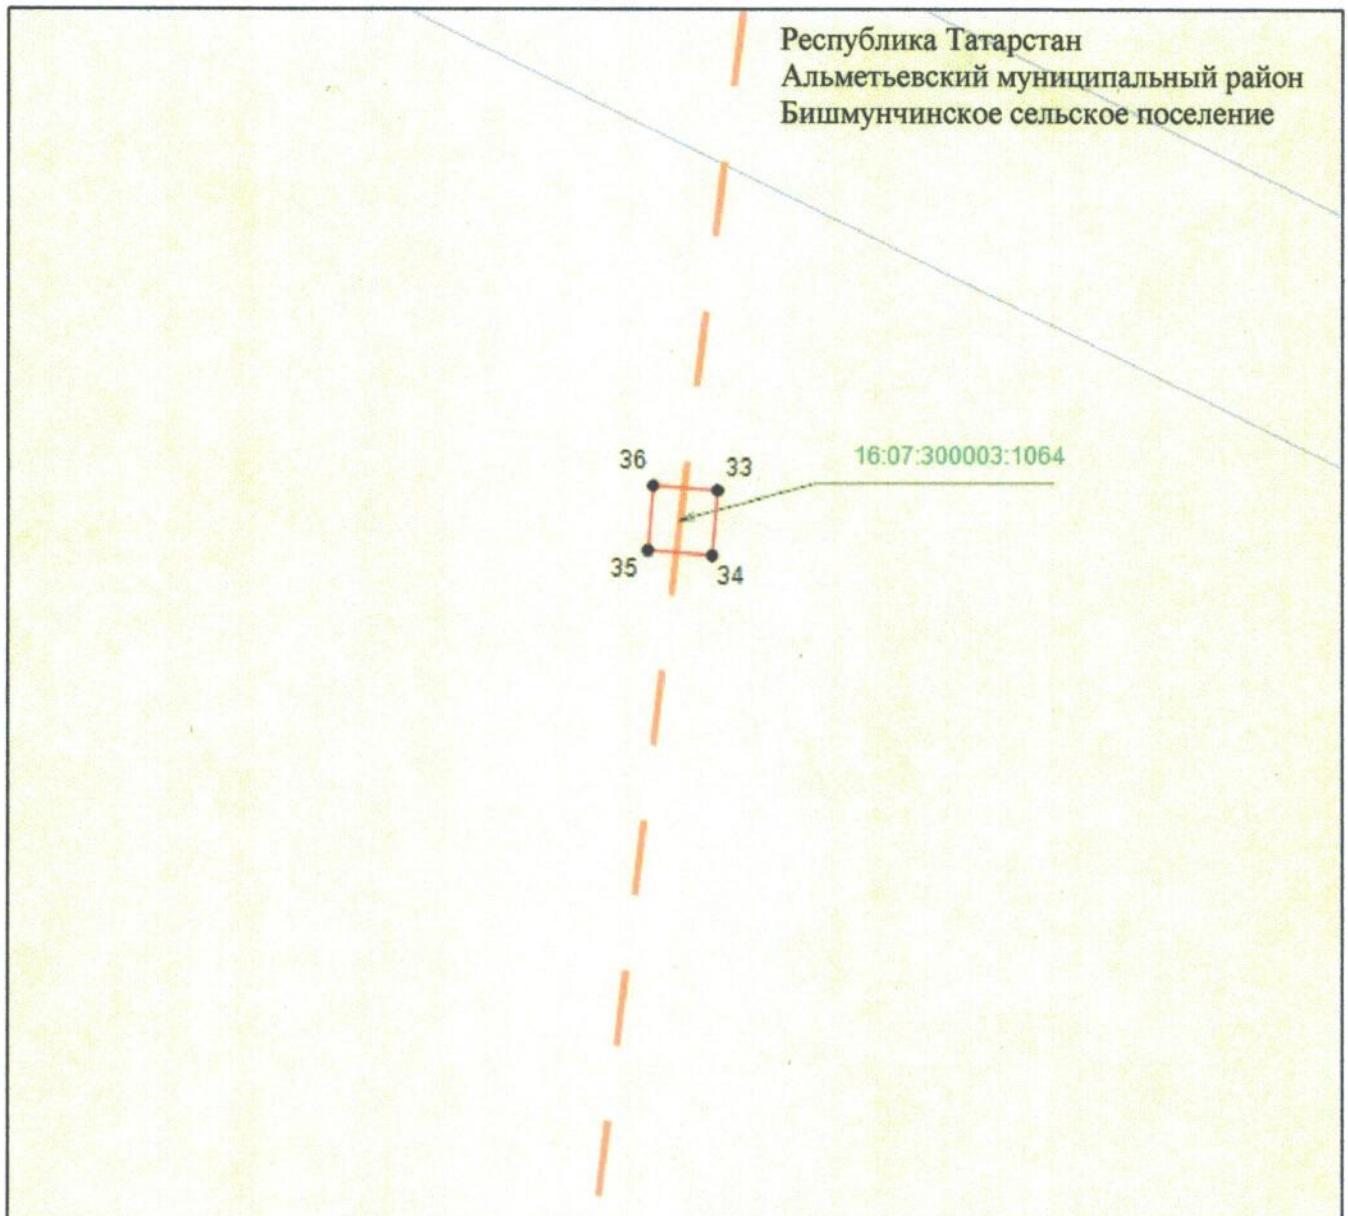 Республика Татарстан
Альметьевский муниципальный район
Бишмунчинское сельское поселение
36
33
16:07:300003:1064
35
34